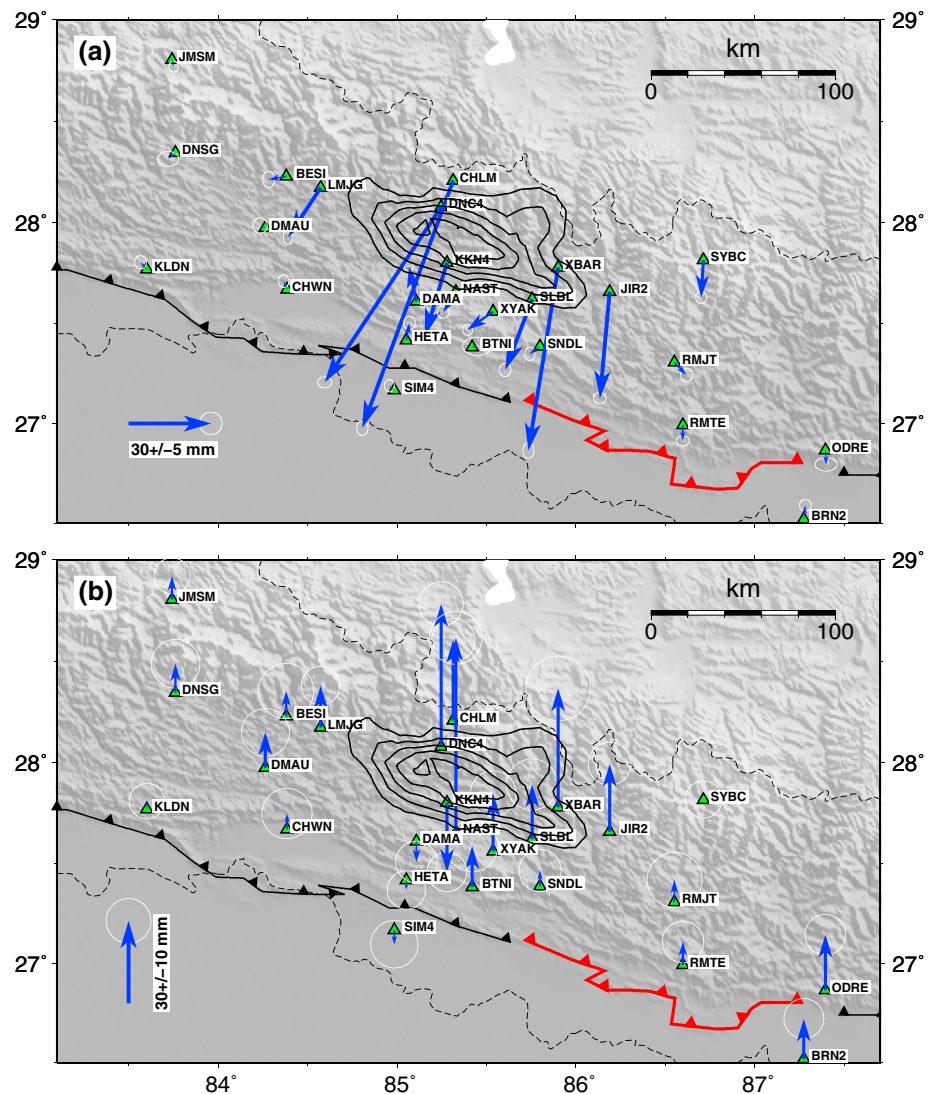 29°
(a)
JMSM
km
0
100
DNSG
BESI
LMJG
CHLM
DNC4
28°
DMAU
KLDN
CHWN
KKN4
XBAR
SYBC
NAST
DAMA
SLBL
JIR2
XYAK
HETA
BTNI
SNDL
RMJT
SIM4
27°
30+/−5 mm
RMTE
ODRE
BRN2
29°
28°
27°
29°
(b)
JMSM
km
0
100
DNSG
BESI
LMJG
CHLM
DNC4
28°
DMAU
KLDN
CHWN
KKN4
XBAR
SYBC
NAST
DAMA
SLBL
JIR2
XYAK
HETA
BTNI
SNDL
RMJT
SIM4
27°
30+/−10 mm
RMTE
ODRE
BRN2
29°
28°
27°
84°
85°
86°
87°